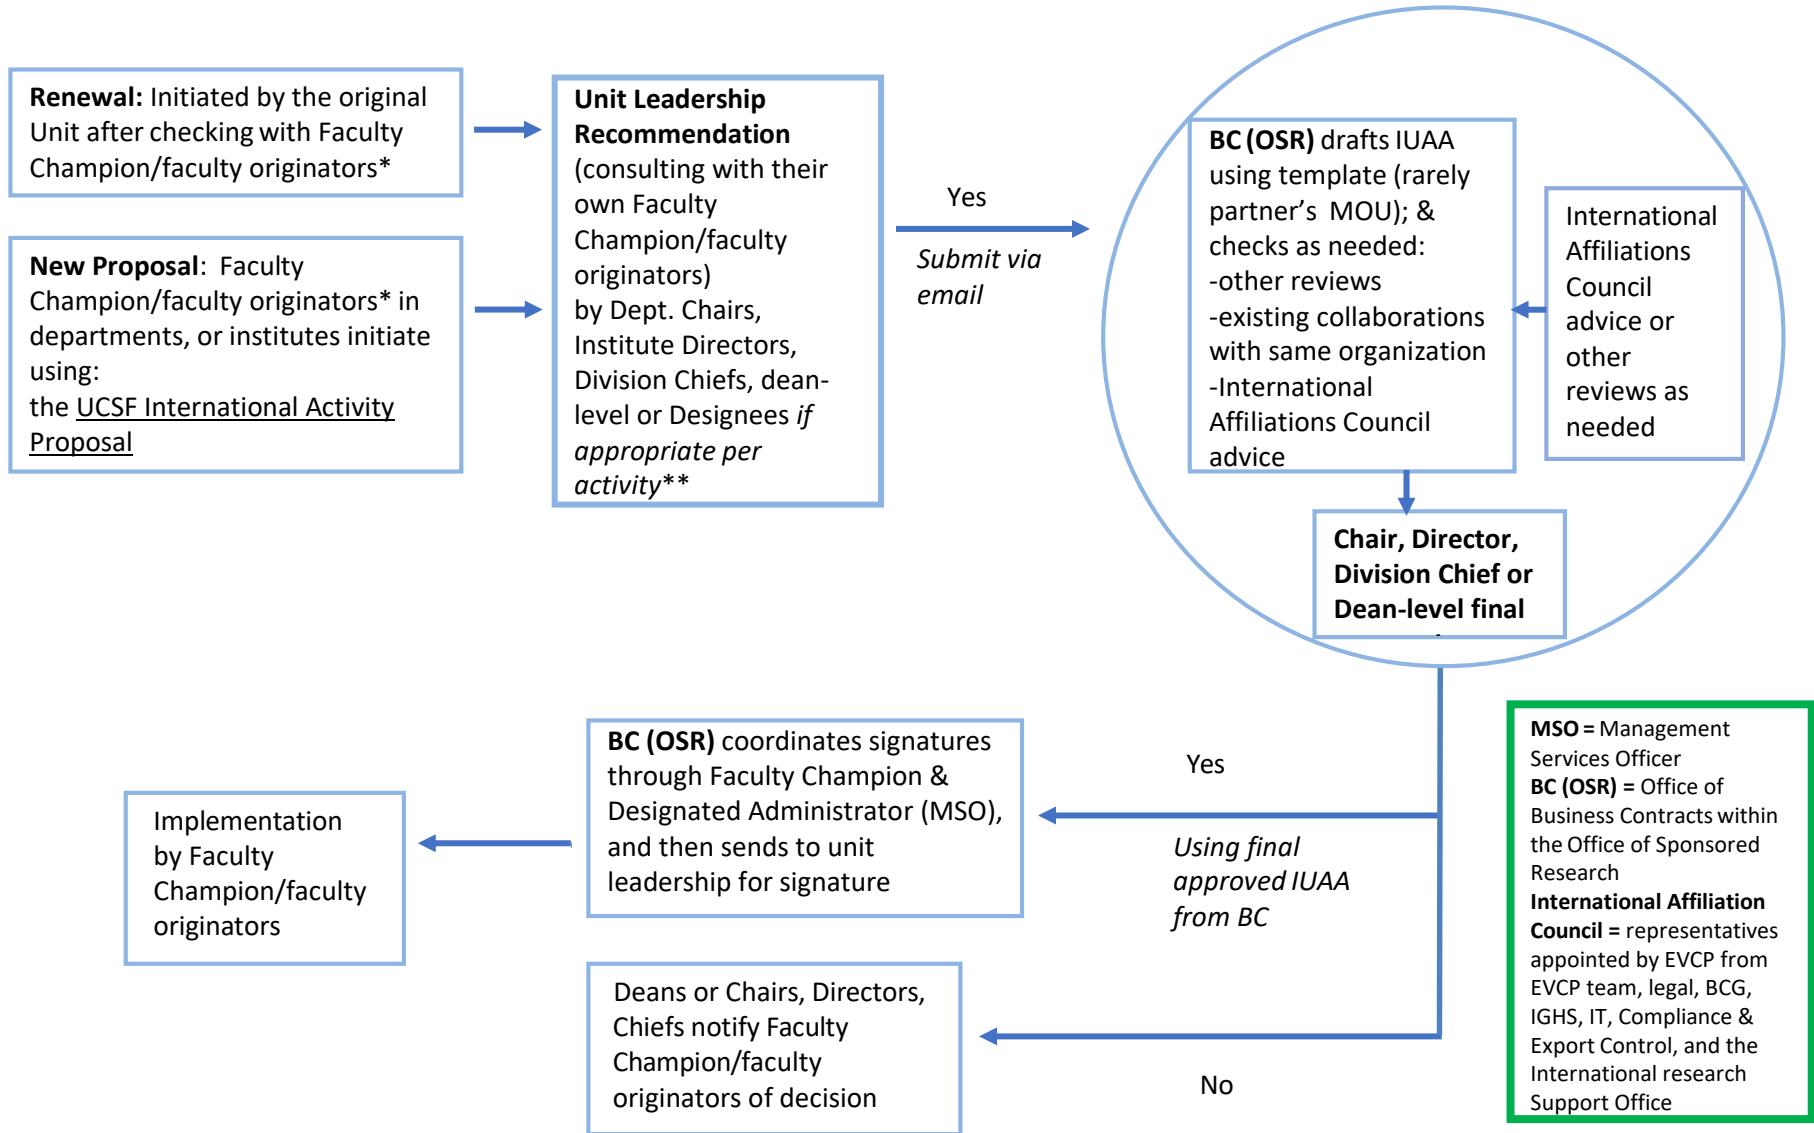 Renewal: Initiated by the original
Unit after checking with Faculty
Champion/faculty originators*
New Proposal: Faculty
Champion/faculty originators* in
departments, or institutes initiate
using:
the UCSF International Activity
Proposal
Unit Leadership
Recommendation
(consulting with their
own Faculty
Champion/faculty
originators)
by Dept. Chairs,
Institute Directors,
Division Chiefs, dean-
level or Designees if
appropriate per
activity**
Yes
Submit via
email
BC (OSR) drafts IUAA
using template (rarely
partner's MOU); &
checks as needed:
-other reviews
-existing collaborations
with same organization
-International
Affiliations Council
advice
International
Affiliations
Council
advice or
other
reviews as
needed
Chair, Director,
Division Chief or
Dean-level final
Yes
Using final
approved IUAA
from BC
No
BC (OSR) coordinates signatures
through Faculty Champion &
Designated Administrator (MSO),
and then sends to unit
leadership for signature
Implementation
by Faculty
Champion/faculty
originators
Deans or Chairs, Directors,
Chiefs notify Faculty
Champion/faculty
originators of decision
MSO = Management
Services Officer
BC (OSR) = Office of
Business Contracts within
the Office of Sponsored
Research
International Affiliation
Council = representatives
appointed by EVCP from
EVCP team, legal, BCG,
IGHS, IT, Compliance &
Export Control, and the
International research
Support Office